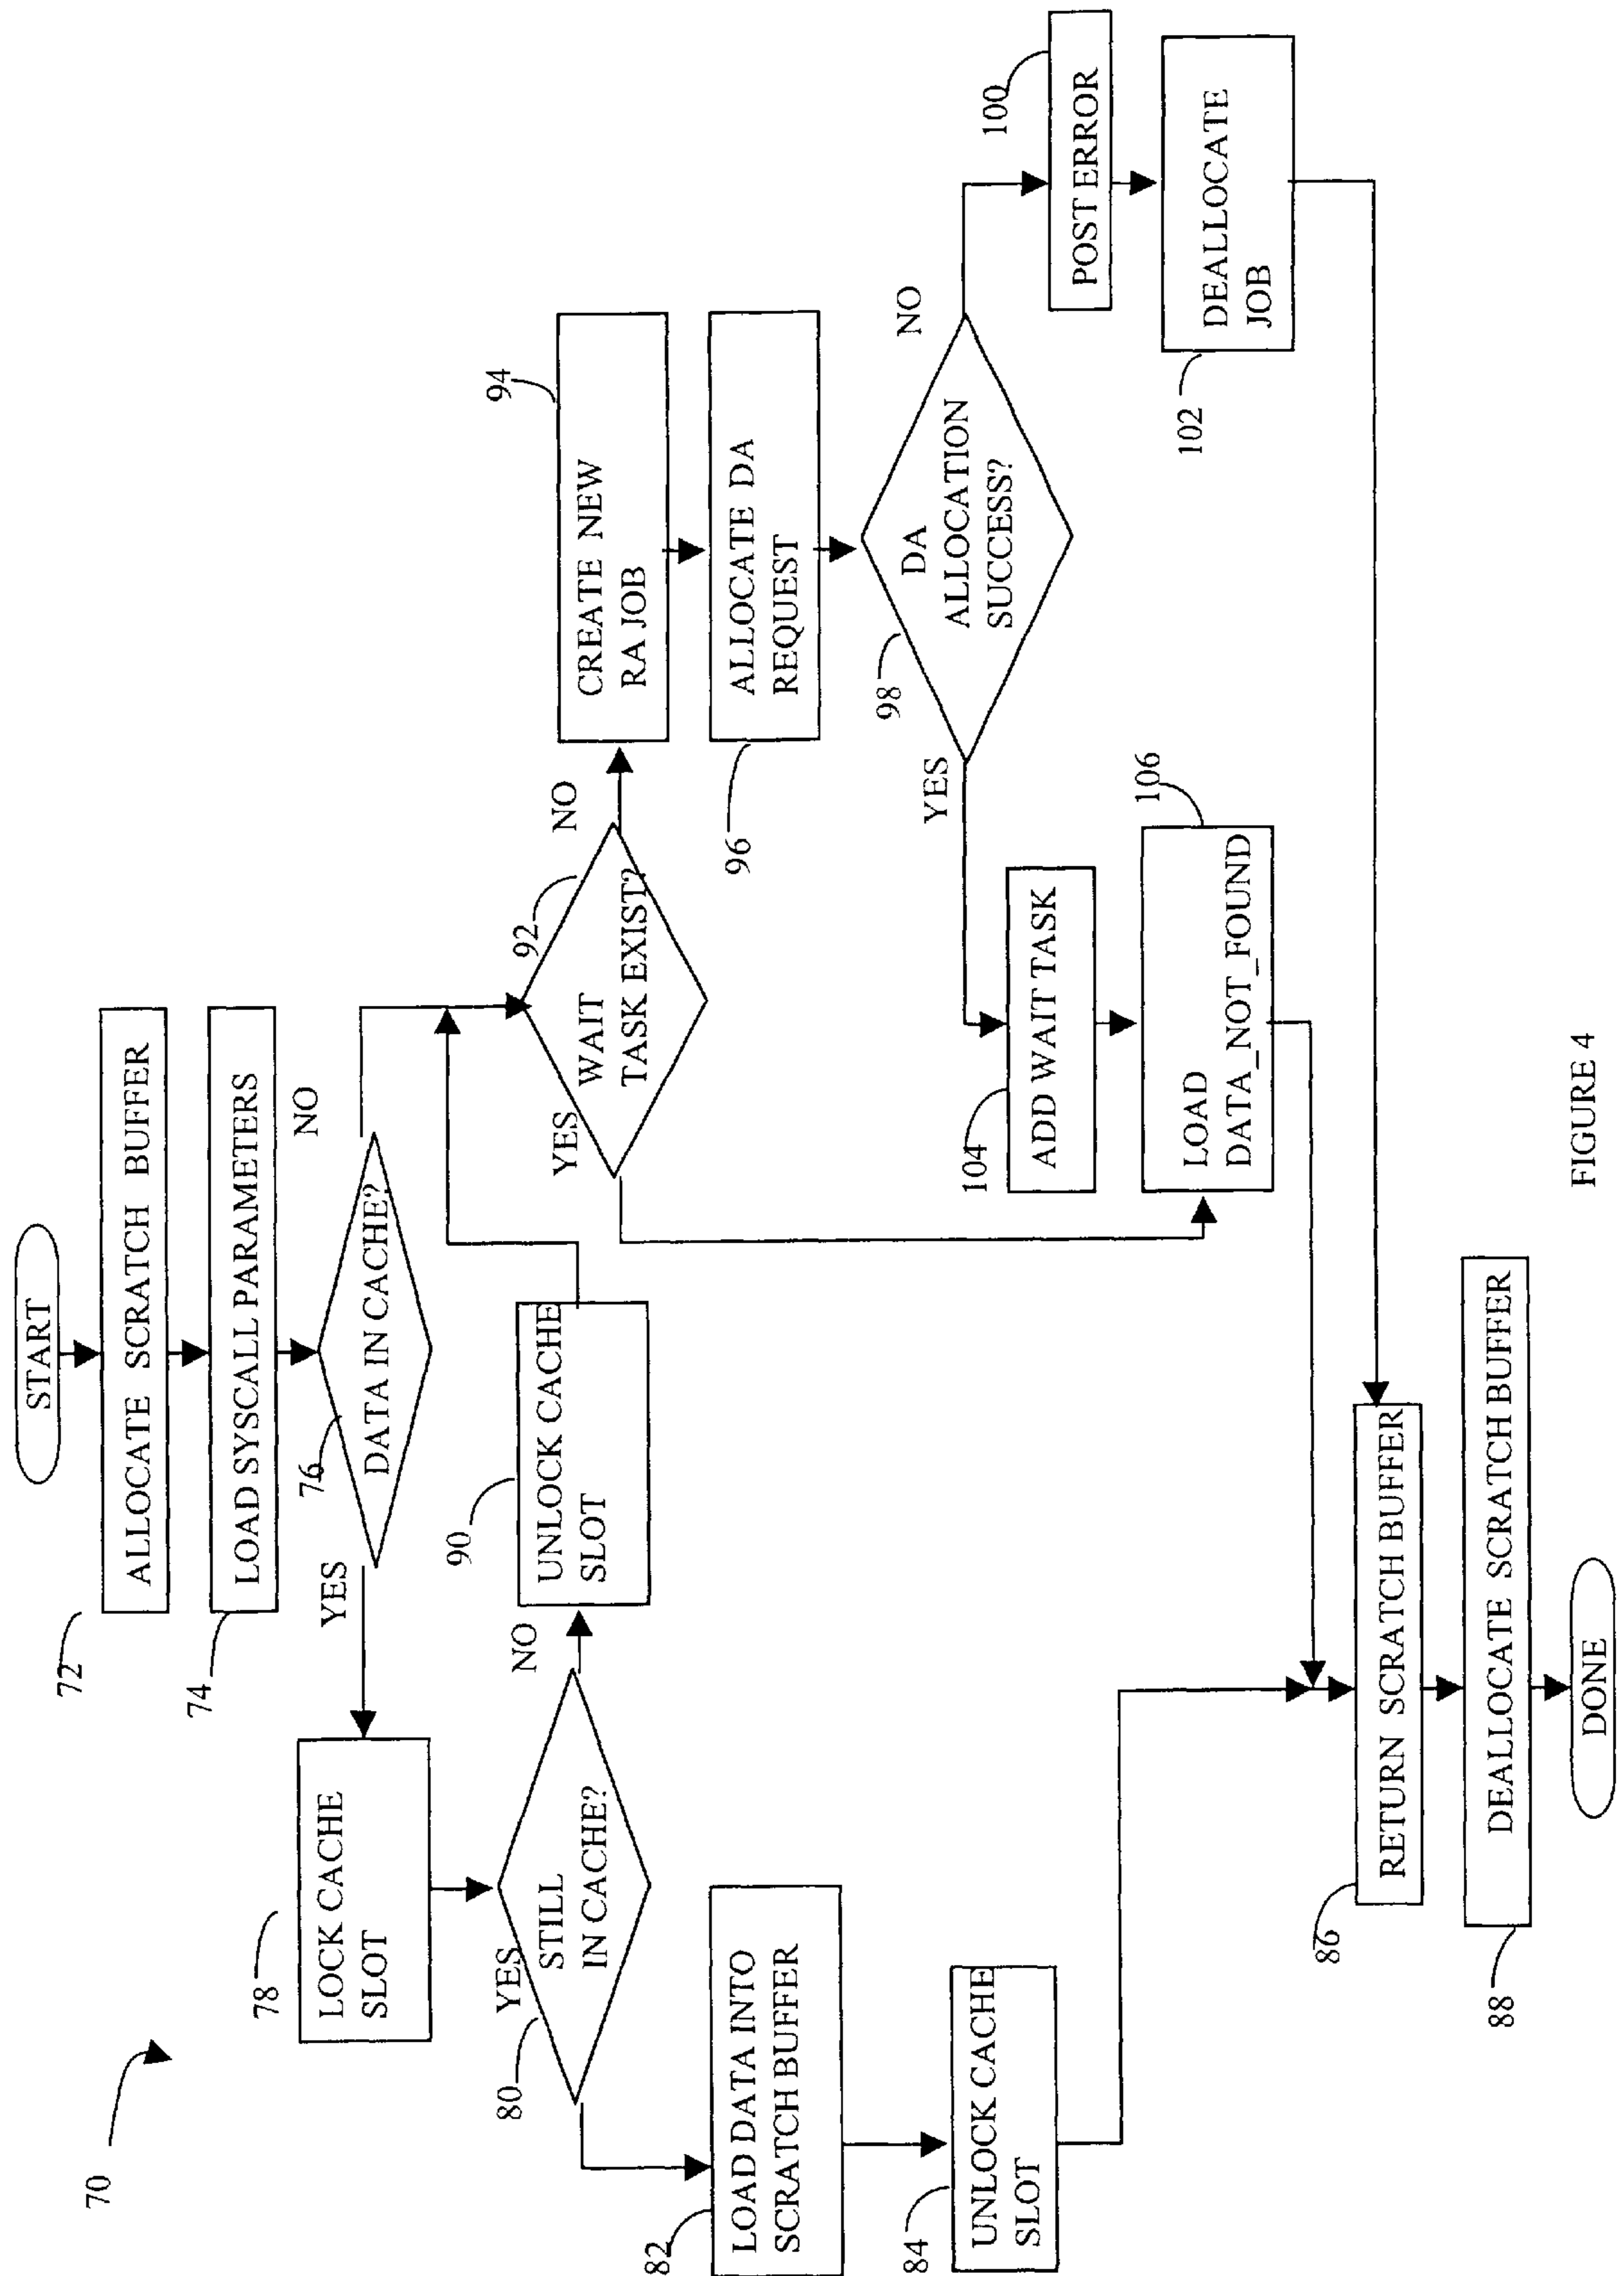 START
72
ALLOCATE SCRATCH BUFFER
74
LOAD SYSCALL PARAMETERS
76
DATA IN CACHE?
YES
NO
70
78
LOCK CACHE
SLOT
80
STILL
IN CACHE?
YES
NO
90
UNLOCK CACHE
SLOT
92
WAIT
TASK EXIST?
YES
NO
94
CREATE NEW
RA JOB
96
ALLOCATE DA
REQUEST
98
DA
ALLOCATION
SUCCESS?
YES
NO
82
LOAD DATA INTO
SCRATCH BUFFER
84
UNLOCK CACHE
SLOT
104
ADD WAIT TASK
106
LOAD
DATA_NOT_FOUND
100
POST ERROR
102
DEALLOCATE
JOB
86
RETURN SCRATCH BUFFER
88
DEALLOCATE SCRATCH BUFFER
DONE
FIGURE 4